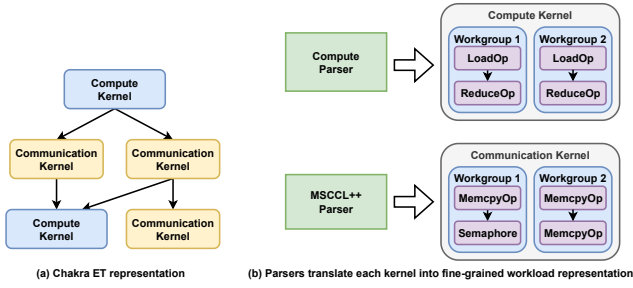 Compute
Kernel
Communication
Kernel
Communication
Kernel
Compute
Kernel
Communication
Kernel
(a) Chakra ET representation
Compute
Parser
Compute Kernel
Workgroup 1
LoadOp
ReduceOp
Workgroup 2
LoadOp
ReduceOp
MSCCL++
Parser
Communication Kernel
Workgroup 1
MemcpyOp
Semaphore
Workgroup 2
MemcpyOp
MemcpyOp
(b) Parsers translate each kernel into fine-grained workload representation